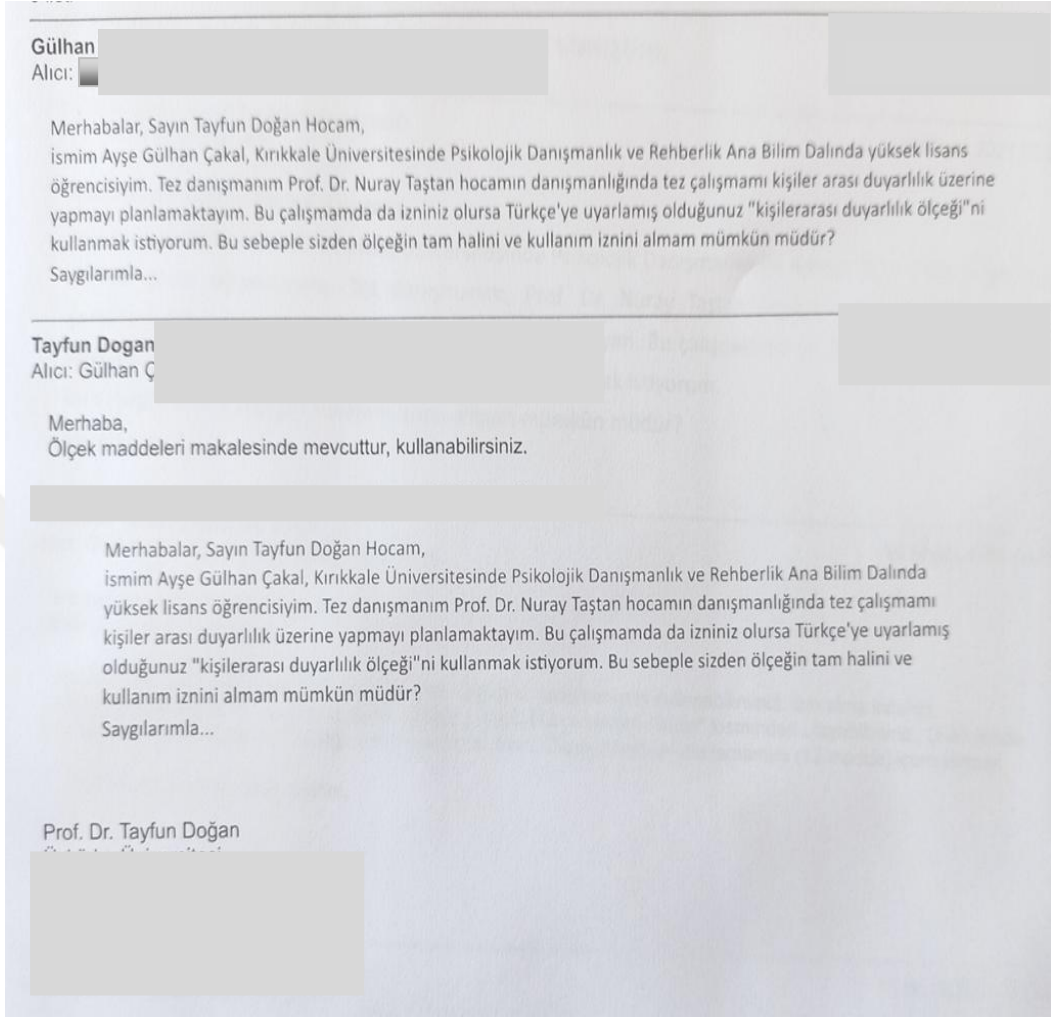 Gülhan
Alıcı:
Merhabalar, Sayın Tayfun Doğan Hocam,
ismim Ayşe Gülhan Çakal, Kırıkkale Üniversitesinde Psikolojik Danışmanlık ve Rehberlik Ana Bilim Dalında yüksek lisans
öğrencisiyim. Tez danışmanım Prof. Dr. Nuray Taştan hocamın danışmanlığında tez çalışmamı kişiler arası duyarlılık üzerine
yapmayı planlamaktayım. Bu çalışmamda da izniniz olursa Türkçe'ye uyarlamış olduğunuz "kişilerarası duyarlılık ölçeği"ni
kullanmak istiyorum. Bu sebeple sizden ölçeğin tam halini ve kullanım iznini almam mümkün müdür?
Saygılarımla...
Tayfun Dogan
Alıcı: Gülhan Ç
Merhaba,
Ölçek maddeleri makalesinde mevcuttur, kullanabilirsiniz.
Merhabalar, Sayın Tayfun Doğan Hocam,
ismim Ayşe Gülhan Çakal, Kırıkkale Üniversitesinde Psikolojik Danışmanlık ve Rehberlik Ana Bilim Dalında
yüksek lisans öğrencisiyim. Tez danışmanım Prof. Dr. Nuray Taştan hocamın danışmanlığında tez çalışmamı
kişiler arası duyarlılık üzerine yapmayı planlamaktayım. Bu çalışmamda da izniniz olursa Türkçe'ye uyarlamış
olduğunuz "kişilerarası duyarlılık ölçeği"ni kullanmak istiyorum. Bu sebeple sizden ölçeğin tam halini ve
kullanım iznini almam mümkün müdür?
Saygılarımla...
Prof. Dr. Tayfun Doğan